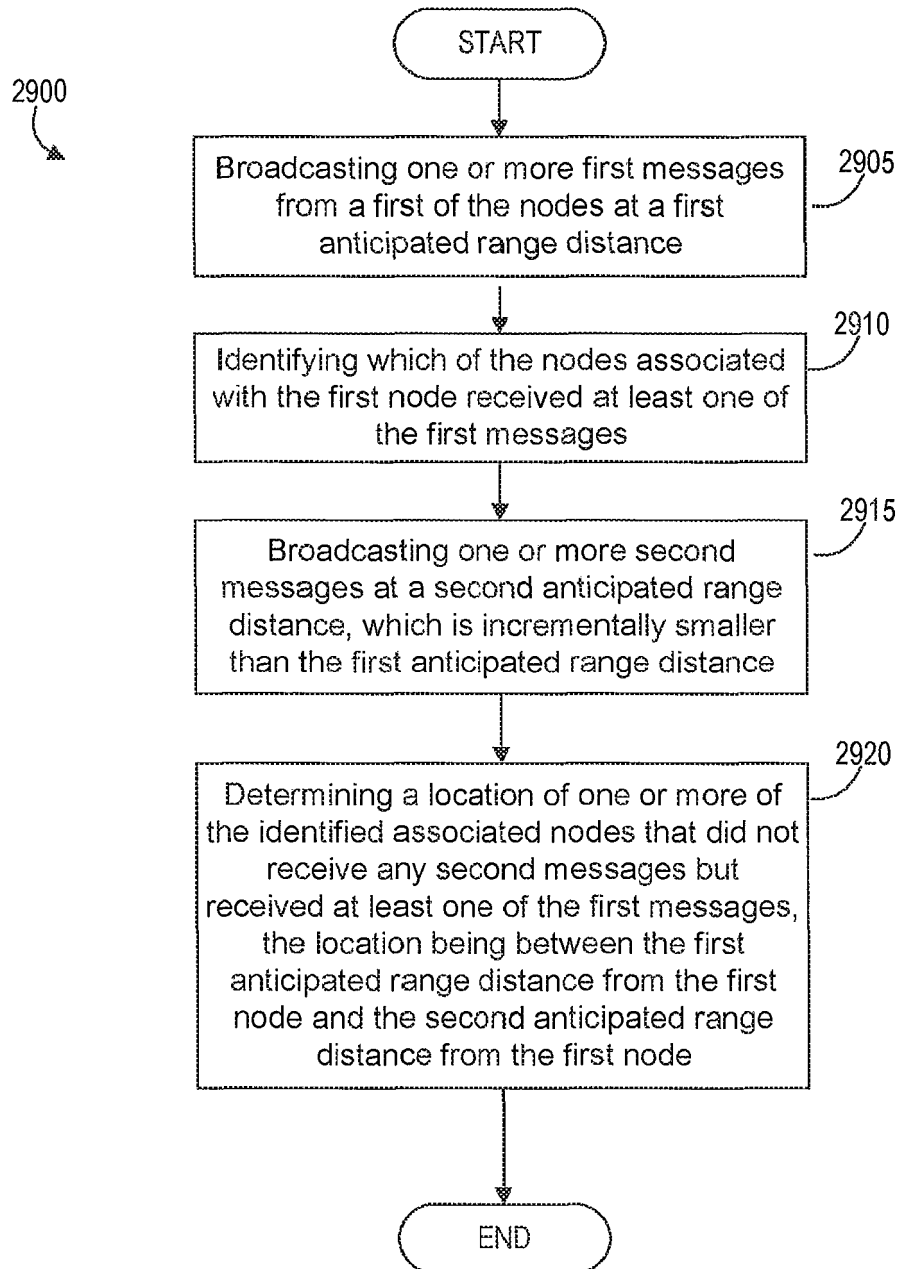 START
2900
Broadcasting one or more first messages
from a first of the nodes at a first
anticipated range distance
2905
Identifying which of the nodes associated
with the first node received at least one of
the first messages
2910
Broadcasting one or more second
messages at a second anticipated range
distance, which is incrementally smaller
than the first anticipated range distance
2915
Determining a location of one or more of
the identified associated nodes that did not
receive any second messages but
received at least one of the first messages,
the location being between the first
anticipated range distance from the first
node and the second anticipated range
distance from the first node
2920
END